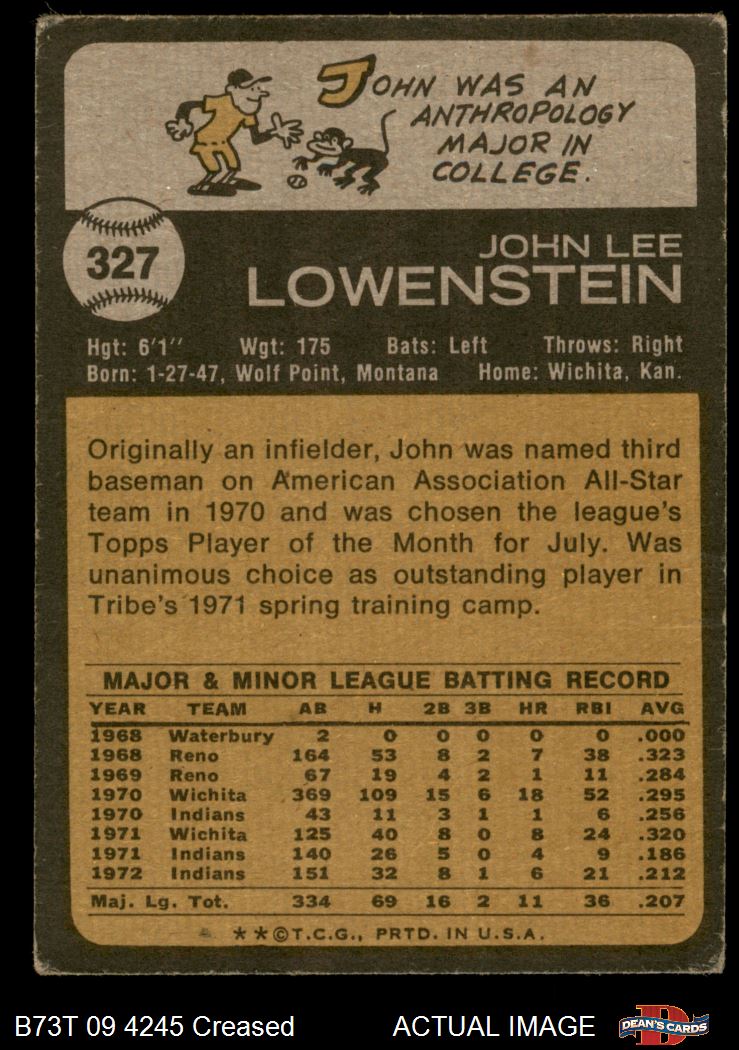 JOHN WAS AN
ANTHROPOLOGY
MAJOR IN
COLLEGE.
327
JOHN LEE
LOWENSTEIN
Hgt: 6'1" Wgt: 175 Bats: Left Throws: Right
Born: 1-27-47, Wolf Point, Montana Home: Wichita, Kan.
Originally an infielder, John was named third
baseman on American Association All-Star
team in 1970 and was chosen the league's
Topps Player of the Month for July. Was
unanimous choice as outstanding player in
Tribe's 1971 spring training camp.
MAJOR & MINOR LEAGUE BATTING RECORD
YEAR TEAM AB H 2B 3B HR RBI AVG
1968 Waterbury 2 0 0 0 0 0 .000
1968 Reno 164 53 8 2 7 38 .323
1969 Reno 67 19 4 2 1 11 .284
1970 Wichita 369 109 15 6 18 52 .295
1970 Indians 43 11 3 1 1 6 .256
1971 Wichita 125 40 8 0 8 24 .320
1971 Indians 140 26 5 0 4 9 .186
1972 Indians 151 32 8 1 6 21 .212
Maj. Lg. Tot. 334 69 16 2 11 36 .207
**©T.C.G., PRTD. IN U.S.A.
B73T 09 4245 Creased ACTUAL IMAGE
D
DEAN'S CARDS